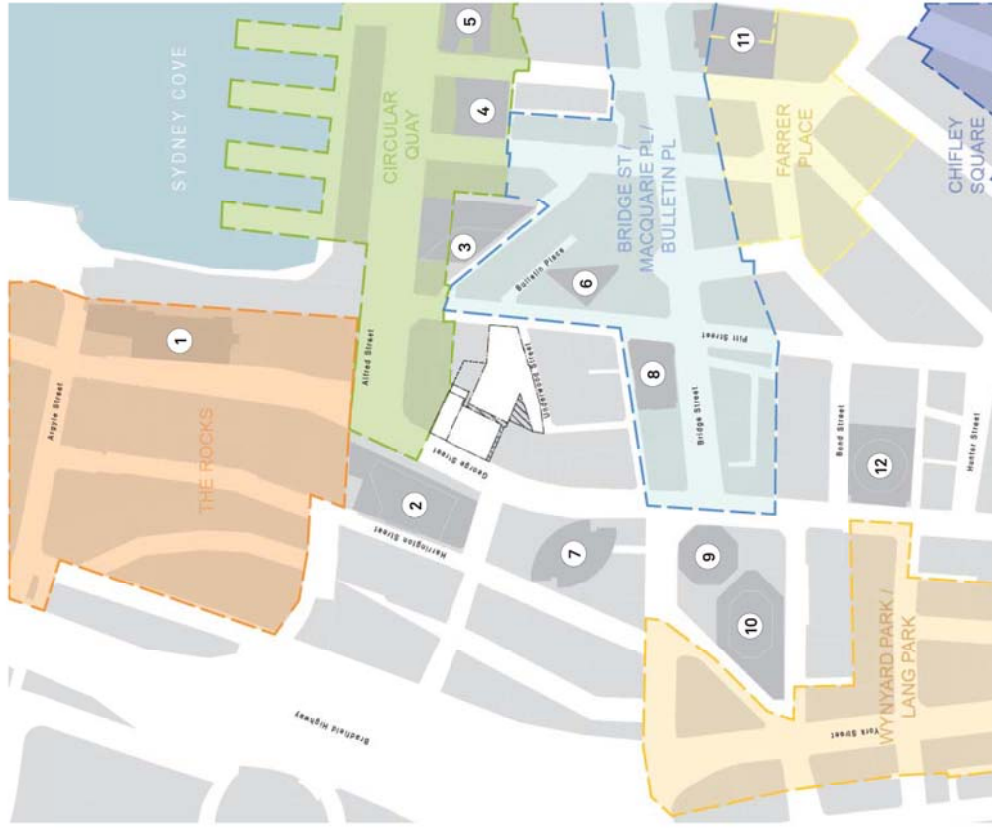 SYDNEY COVE
5
11
4
CIRCULAR
QUAY
FARRER
PLACE
CHIFLEY
SQUARE
BRIDGE ST /
MACQUARIE PL /
BULLETIN PL
3
Bulletin Place
6
1
Argyle Street
Alfred Street
THE ROCKS
Underwood Street
8
Pitt Street
Bridge Street
George Street
2
Harrington Street
7
9
10
Bond Street
12
Hunter Street
WYNYARD PARK /
LANG PARK
York Street
Bradfield Highway